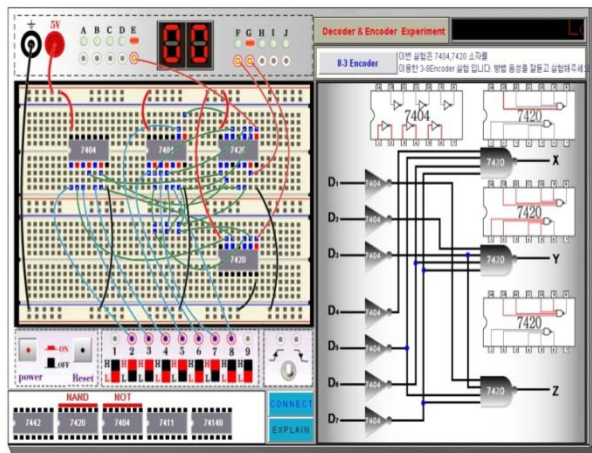 5V
A B C D E
F G H I J
00
7404
7404
7420
7420
ON
OFF
power
Reset
1 2 3 4 5 6 7 8 9
H
L
NAND
NOT
7442
7420
7404
7411
74148
CONNECT
EXPLAIN
Decoder & Encoder Experiment
8-3 Encoder
이번 실험은 7404,7420 소자를
이용한 3-8Encoder 실험 입니다. 방법 음성을 잘듣고 실험해주세요
7404
7420
7420
7420
D₁
D₂
D₃
D₄
D₅
D₆
D₇
7404
7404
7404
7404
7404
7404
7404
7420
7420
7420
X
Y
Z